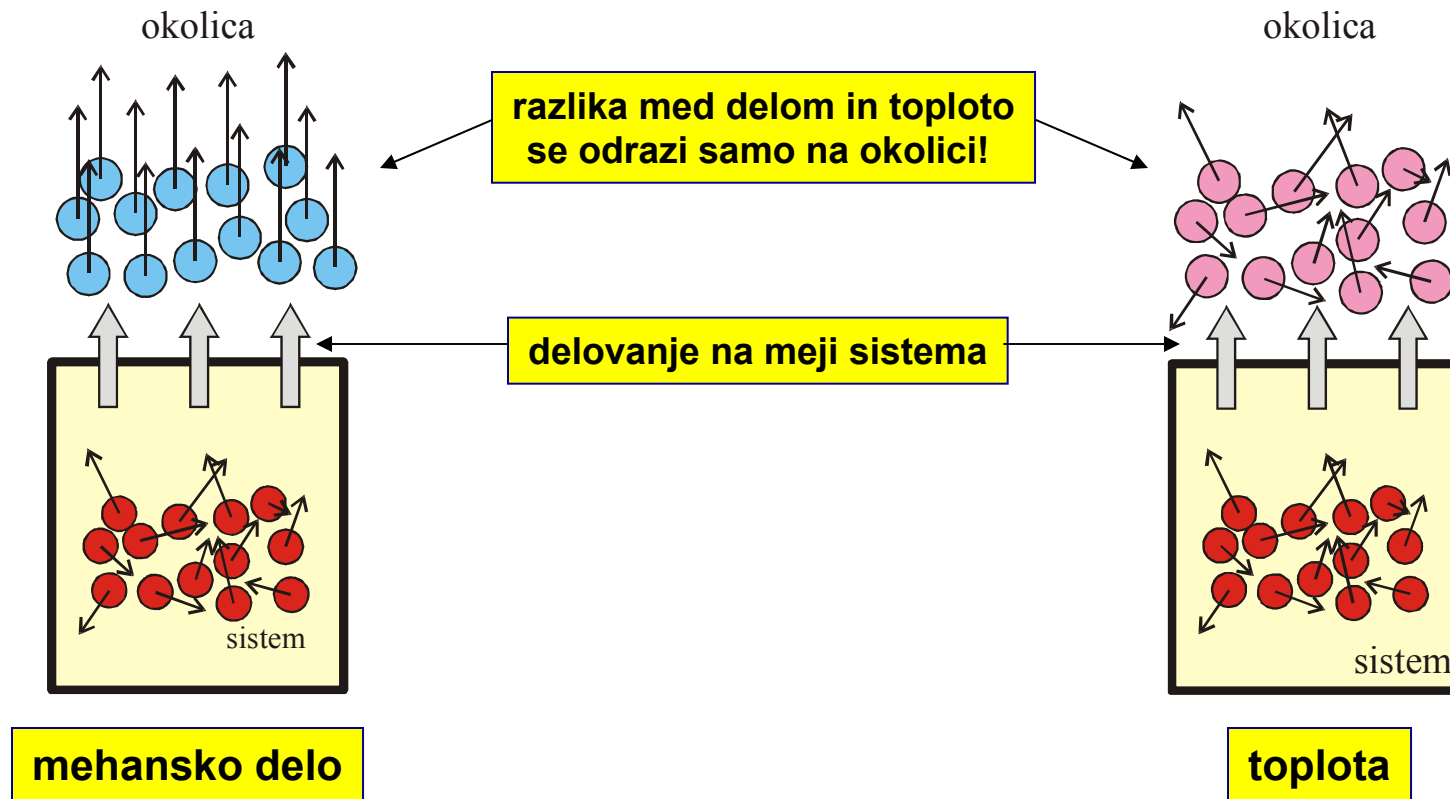 okolica
okolica
razlika med delom in toploto
se odrazi samo na okolici!
delovanje na meji sistema
sistem
sistem
mehansko delo
toplota